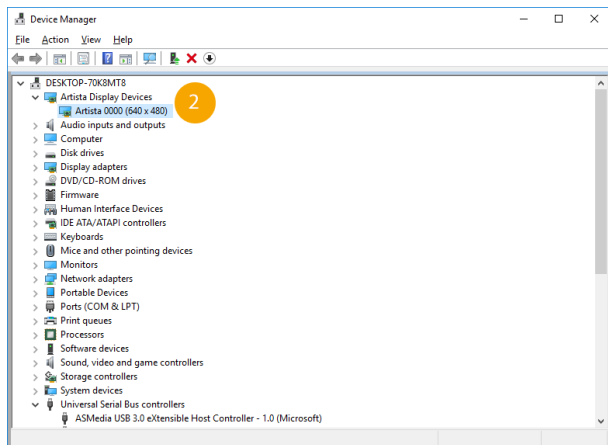 Device Manager
File Action View Help
DESKTOP-70K8MT8
Artista Display Devices
Artista 0000 (640 x 480)
2
Audio inputs and outputs
Computer
Disk drives
Display adapters
DVD/CD-ROM drives
Firmware
Human Interface Devices
IDE ATA/ATAPI controllers
Keyboards
Mice and other pointing devices
Monitors
Network adapters
Portable Devices
Ports (COM & LPT)
Print queues
Processors
Software devices
Sound, video and game controllers
Storage controllers
System devices
Universal Serial Bus controllers
ASMedia USB 3.0 eXtensible Host Controller - 1.0 (Microsoft)